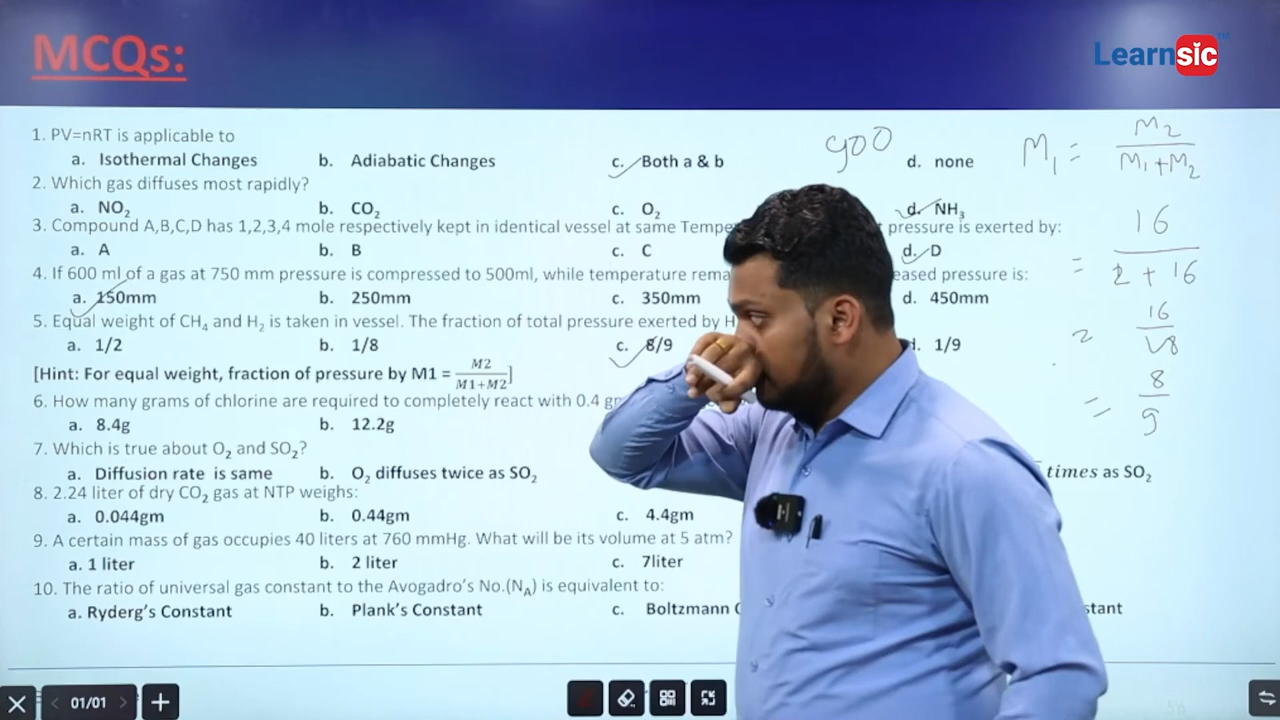 MCQs:
Learnsic
TM
1. PV=nRT is applicable to
a. Isothermal Changes b. Adiabatic Changes c. Both a & b d. none
2. Which gas diffuses most rapidly?
a. NO₂ b. CO₂ c. O₂ d. NH₃
3. Compound A,B,C,D has 1,2,3,4 mole respectively kept in identical vessel at same pressure is exerted by:
a. A b. B c. C d. D
4. If 600 ml of a gas at 750 mm pressure is compressed to 500ml, while temperature pressure is:
a. 150mm b. 250mm c. 350mm d. 450mm
5. Equal weight of CH₄ and H₂ is taken in vessel. The fraction of total pressure exerted by
a. 1/2 b. 1/8 c. 8/9 d. 1/9
[Hint: For equal weight, fraction of pressure by M1 = M2/M1+M2]
6. How many grams of chlorine are required to completely react with 0.4
a. 8.4g b. 12.2g
7. Which is true about O₂ and SO₂?
a. Diffusion rate is same b. O₂ diffuses twice as SO₂ times as SO₂
8. 2.24 liter of dry CO₂ gas at NTP weighs:
a. 0.044gm b. 0.44gm c. 4.4gm
9. A certain mass of gas occupies 40 liters at 760 mmHg. What will be its volume at 5 atm?
a. 1 liter b. 2 liter c. 7liter
10. The ratio of universal gas constant to the Avogadro's No.(N_A) is equivalent to:
a. Ryderg's Constant b. Plank's Constant c. Boltzmann
900
M₁ = M₂/M₁+M₂
= 16/2 + 16
= 16/18
= 8/9
01/01